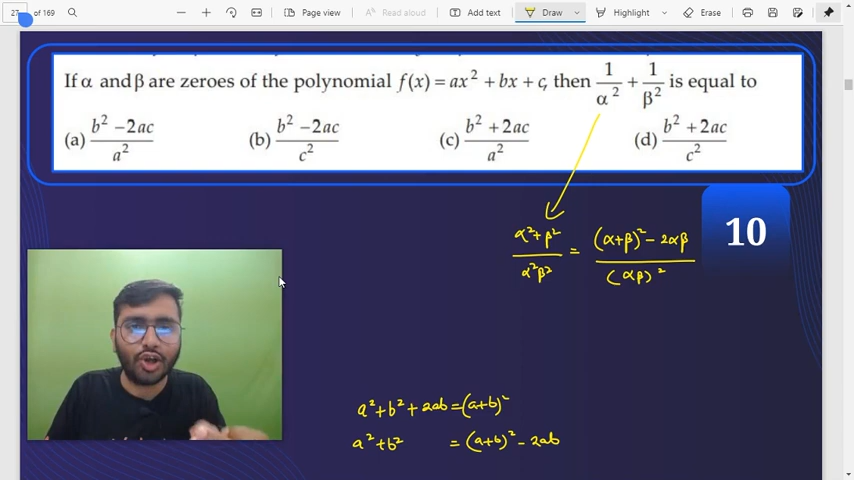 27 of 169 Page view Read aloud Add text Draw Highlight Erase
If α and β are zeroes of the polynomial f(x) = ax² + bx + c, then 1/α² + 1/β² is equal to
(a) b² − 2ac / a² (b) b² − 2ac / c² (c) b² + 2ac / a² (d) b² + 2ac / c²
10
α² + β² / α²β² = (α+β)² − 2αβ / (αβ)²
a² + b² + 2ab = (a+b)²
a² + b² = (a+b)² − 2ab